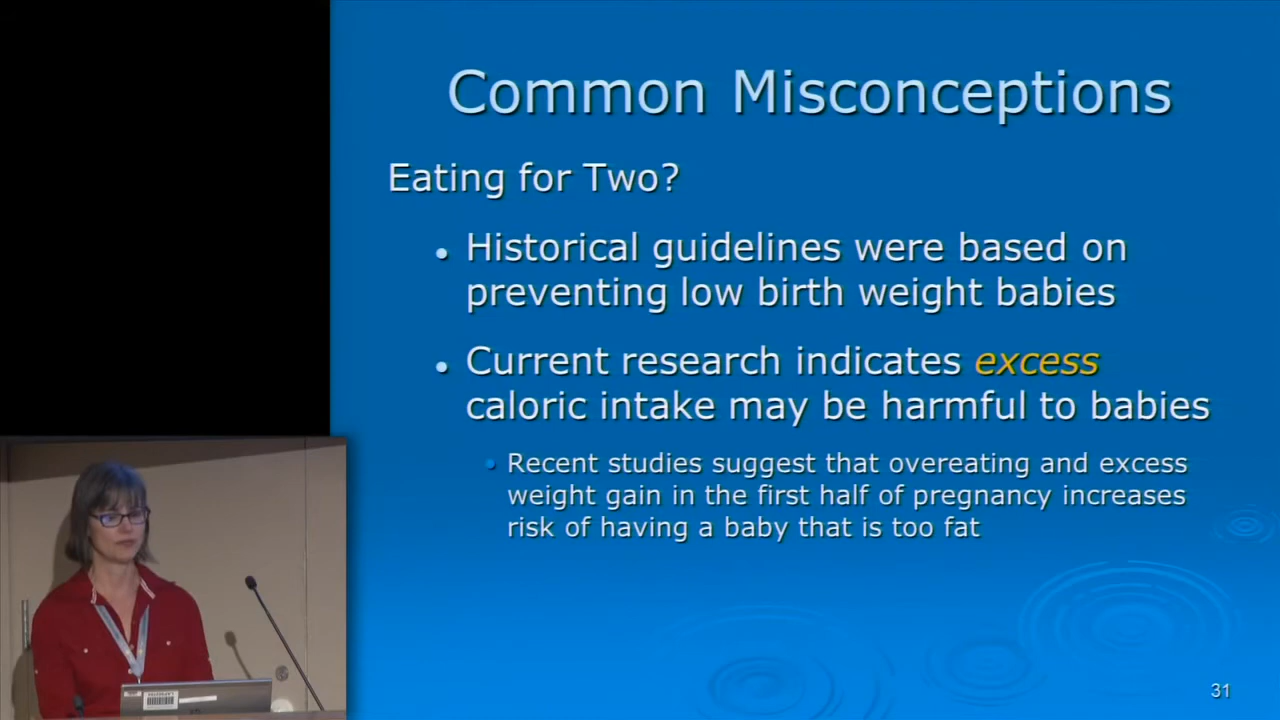 Common Misconceptions
Eating for Two?
• Historical guidelines were based on
preventing low birth weight babies
• Current research indicates excess
caloric intake may be harmful to babies
• Recent studies suggest that overeating and excess
weight gain in the first half of pregnancy increases
risk of having a baby that is too fat
31